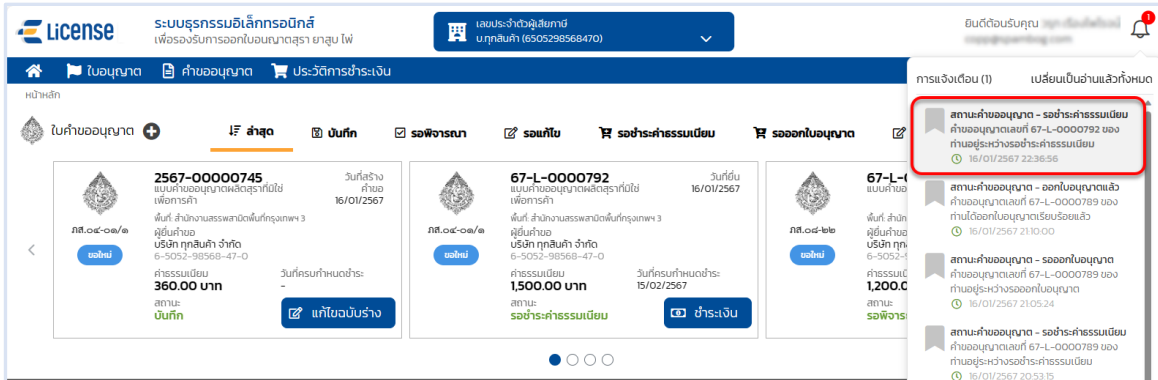 License
ระบบธุรกรรมอิเล็กทรอนิกส์
เพื่อรองรับการออกใบอนุญาตสุรา ยาสูบ ไพ่
เลขประจำตัวผู้เสียภาษี
บ.ทุกสินค้า (6505298568470)
ยินดีต้อนรับคุณ
1
ใบอนุญาต
คำขออนุญาต
ประวัติการชำระเงิน
หน้าหลัก
ใบคำขออนุญาต
ล่าสุด
บันทึก
รอพิจารณา
รอแก้ไข
รอชำระค่าธรรมเนียม
รอออกใบอนุญาต
ภส.๐๔-๐๑/๑
ขอใหม่
2567-00000745
แบบคำขออนุญาตผลิตสุราที่มิใช่
เพื่อการค้า
วันที่สร้าง
คำขอ
16/01/2567
พื้นที่ สำนักงานสรรพสามิตพื้นที่กรุงเทพฯ 3
ผู้ยื่นคำขอ
บริษัท ทุกสินค้า จำกัด
6-5052-98568-47-0
ค่าธรรมเนียม
360.00 บาท
วันที่ครบกำหนดชำระ
-
สถานะ:
บันทึก
แก้ไขฉบับร่าง
ภส.๐๔-๐๑/๑
ขอใหม่
67-L-0000792
แบบคำขออนุญาตผลิตสุราที่มิใช่
เพื่อการค้า
วันที่ยื่น
16/01/2567
พื้นที่ สำนักงานสรรพสามิตพื้นที่กรุงเทพฯ 3
ผู้ยื่นคำขอ
บริษัท ทุกสินค้า จำกัด
6-5052-98568-47-0
ค่าธรรมเนียม
1,500.00 บาท
วันที่ครบกำหนดชำระ
15/02/2567
สถานะ:
รอชำระค่าธรรมเนียม
ชำระเงิน
ภส.๐๘-๒๒
ขอใหม่
การแจ้งเตือน (1)
เปลี่ยนเป็นอ่านแล้วทั้งหมด
สถานะคำขออนุญาต - รอชำระค่าธรรมเนียม
คำขออนุญาตเลขที่ 67-L-0000792 ของ
ท่านอยู่ระหว่างรอชำระค่าธรรมเนียม
16/01/2567 22:36:56
สถานะคำขออนุญาต - ออกใบอนุญาตแล้ว
คำขออนุญาตเลขที่ 67-L-0000789 ของ
ท่านได้ออกใบอนุญาตเรียบร้อยแล้ว
16/01/2567 21:10:00
สถานะคำขออนุญาต - รอออกใบอนุญาต
คำขออนุญาตเลขที่ 67-L-0000789 ของ
ท่านอยู่ระหว่างรอออกใบอนุญาต
16/01/2567 21:05:24
สถานะคำขออนุญาต - รอชำระค่าธรรมเนียม
คำขออนุญาตเลขที่ 67-L-0000789 ของ
ท่านอยู่ระหว่างรอชำระค่าธรรมเนียม
16/01/2567 20:53:15